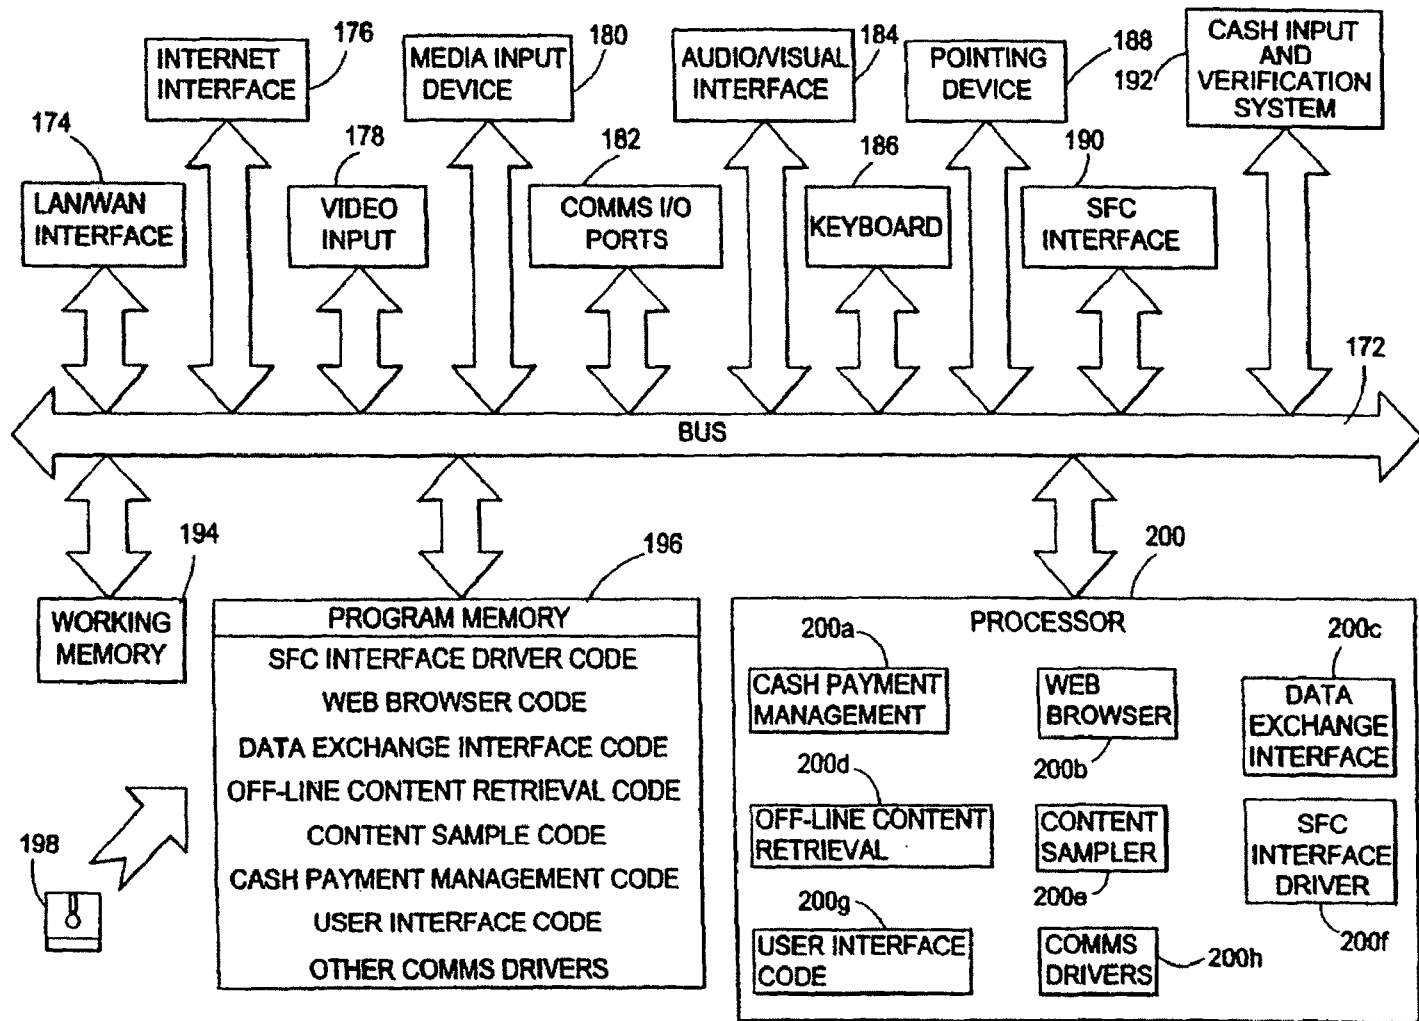 176
INTERNET
INTERFACE
180
MEDIA INPUT
DEVICE
184
AUDIO/VISUAL
INTERFACE
188
POINTING
DEVICE
192
CASH INPUT
AND
VERIFICATION
SYSTEM
174
LAN/WAN
INTERFACE
178
VIDEO
INPUT
182
COMMS I/O
PORTS
186
KEYBOARD
190
SFC
INTERFACE
172
BUS
194
WORKING
MEMORY
196
PROGRAM MEMORY
SFC INTERFACE DRIVER CODE
WEB BROWSER CODE
DATA EXCHANGE INTERFACE CODE
OFF-LINE CONTENT RETRIEVAL CODE
CONTENT SAMPLE CODE
CASH PAYMENT MANAGEMENT CODE
USER INTERFACE CODE
OTHER COMMS DRIVERS
198
200
PROCESSOR
200a
CASH PAYMENT
MANAGEMENT
WEB
BROWSER
200b
200c
DATA
EXCHANGE
INTERFACE
200d
OFF-LINE CONTENT
RETRIEVAL
CONTENT
SAMPLER
200e
SFC
INTERFACE
DRIVER
200f
200g
USER INTERFACE
CODE
COMMS
DRIVERS
200h